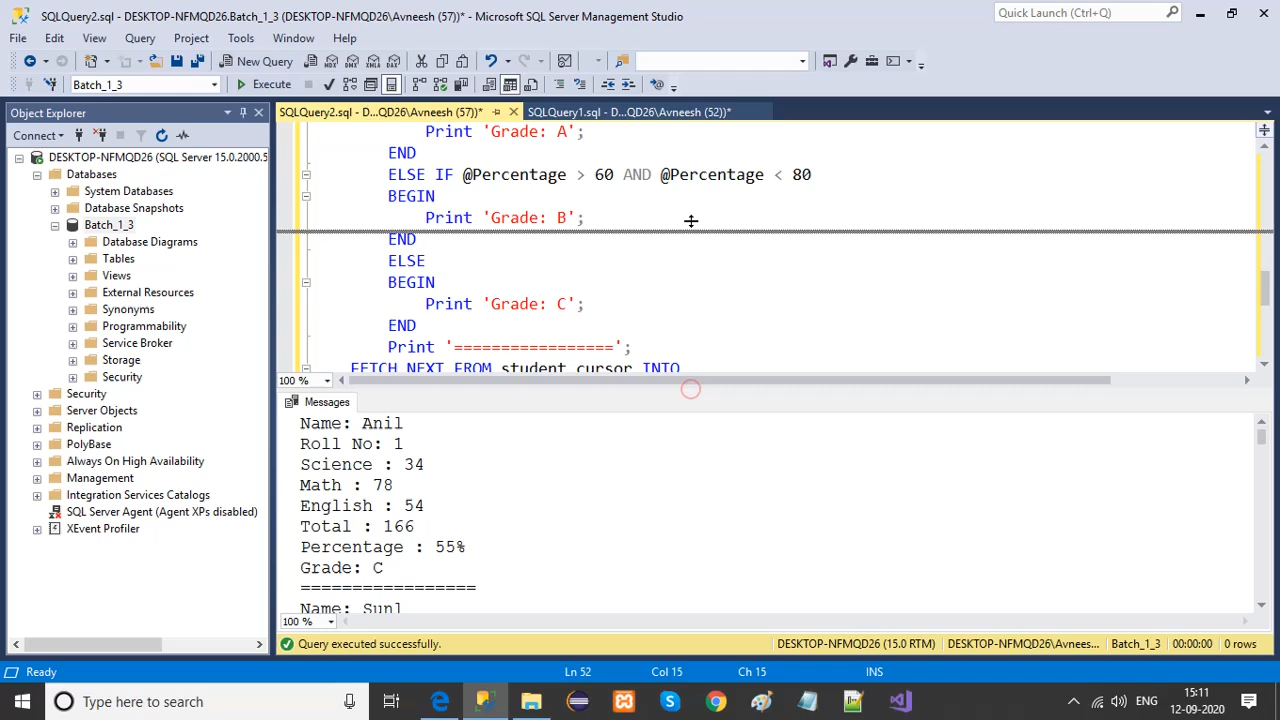 SQLQuery2.sql - DESKTOP-NFMQD26.Batch_1_3 (DESKTOP-NFMQD26\Avneesh (57))* - Microsoft SQL Server Management Studio
Quick Launch (Ctrl+Q)
File Edit View Query Project Tools Window Help
New Query
MDX DMX XMLA DAX
Batch_1_3
Execute
Object Explorer
SQLQuery2.sql - D...QD26\Avneesh (57))*
SQLQuery1.sql - D...QD26\Avneesh (52))*
Connect
DESKTOP-NFMQD26 (SQL Server 15.0.2000.5
Databases
System Databases
Database Snapshots
Batch_1_3
Database Diagrams
Tables
Views
External Resources
Synonyms
Programmability
Service Broker
Storage
Security
Security
Server Objects
Replication
PolyBase
Always On High Availability
Management
Integration Services Catalogs
SQL Server Agent (Agent XPs disabled)
XEvent Profiler
Print 'Grade: A';
END
ELSE IF @Percentage > 60 AND @Percentage < 80
BEGIN
Print 'Grade: B';
END
ELSE
BEGIN
Print 'Grade: C';
END
Print '=================';
FETCH NEXT FROM student_cursor INTO
100 %
Messages
Name: Anil
Roll No: 1
Science : 34
Math : 78
English : 54
Total : 166
Percentage : 55%
Grade: C
=================
Name: Sunl
100 %
Query executed successfully.
DESKTOP-NFMQD26 (15.0 RTM)
DESKTOP-NFMQD26\Avnees...
Batch_1_3
00:00:00
0 rows
Ready
Ln 52
Col 15
Ch 15
INS
Type here to search
ENG
15:11
12-09-2020